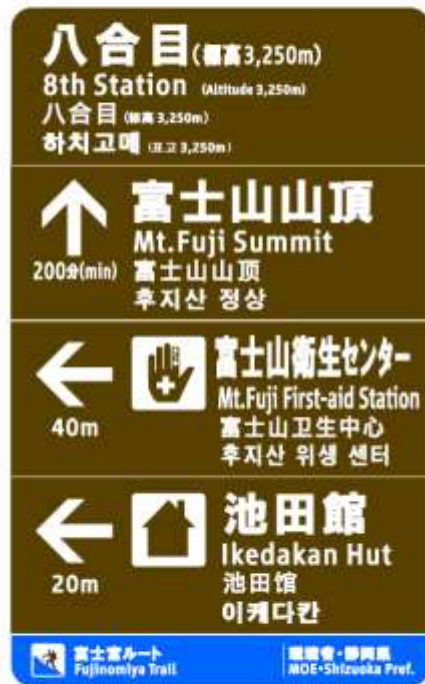 八合目(標高3,250m)
8th Station (Altitude 3,250m)
八合目(标高 3,250m)
하치고메 (표고 3,250m)
富士山山頂
Mt.Fuji Summit
200分(min)
富士山山顶
후지산 정상
富士山衛生センター
Mt.Fuji First-aid Station
40m
富士山卫生中心
후지산 위생 센터
池田館
Ikedakan Hut
20m
池田馆
이케다칸
富士宮ルート
Fujinomiya Trail
環境省・静岡県
MOE・Shizuoka Pref.